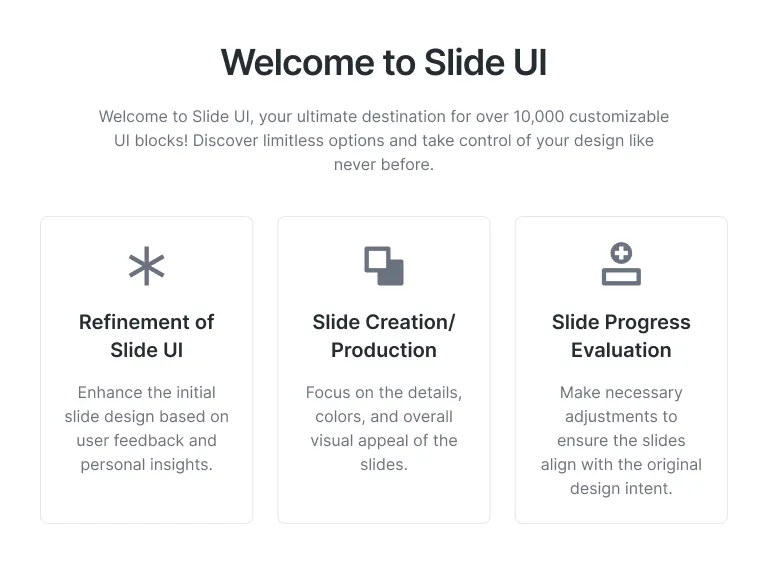 Welcome to Slide UI
Welcome to Slide UI, your ultimate destination for over 10,000 customizable
UI blocks! Discover limitless options and take control of your design like
never before.
Refinement of
Slide UI
Enhance the initial
slide design based on
user feedback and
personal insights.
Slide Creation/
Production
Focus on the details,
colors, and overall
visual appeal of the
slides.
Slide Progress
Evaluation
Make necessary
adjustments to
ensure the slides
align with the original
design intent.